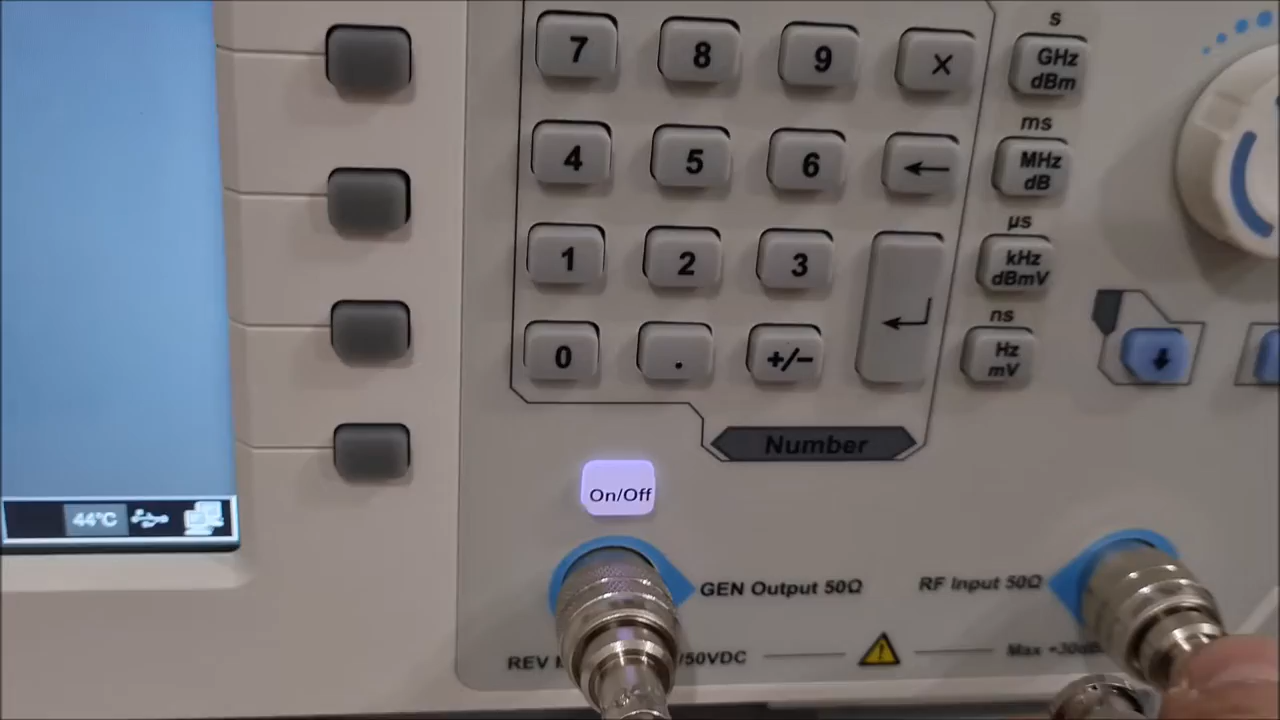 s
7 8 9 × GHz
dBm
ms
4 5 6 ← MHz
dB
µs
1 2 3 kHz
dBmV
ns
0 . +/− ↵ Hz
mV
Number
On/Off
44°C
GEN Output 50Ω
RF Input 50Ω
REV
/50VDC
Max +30dB